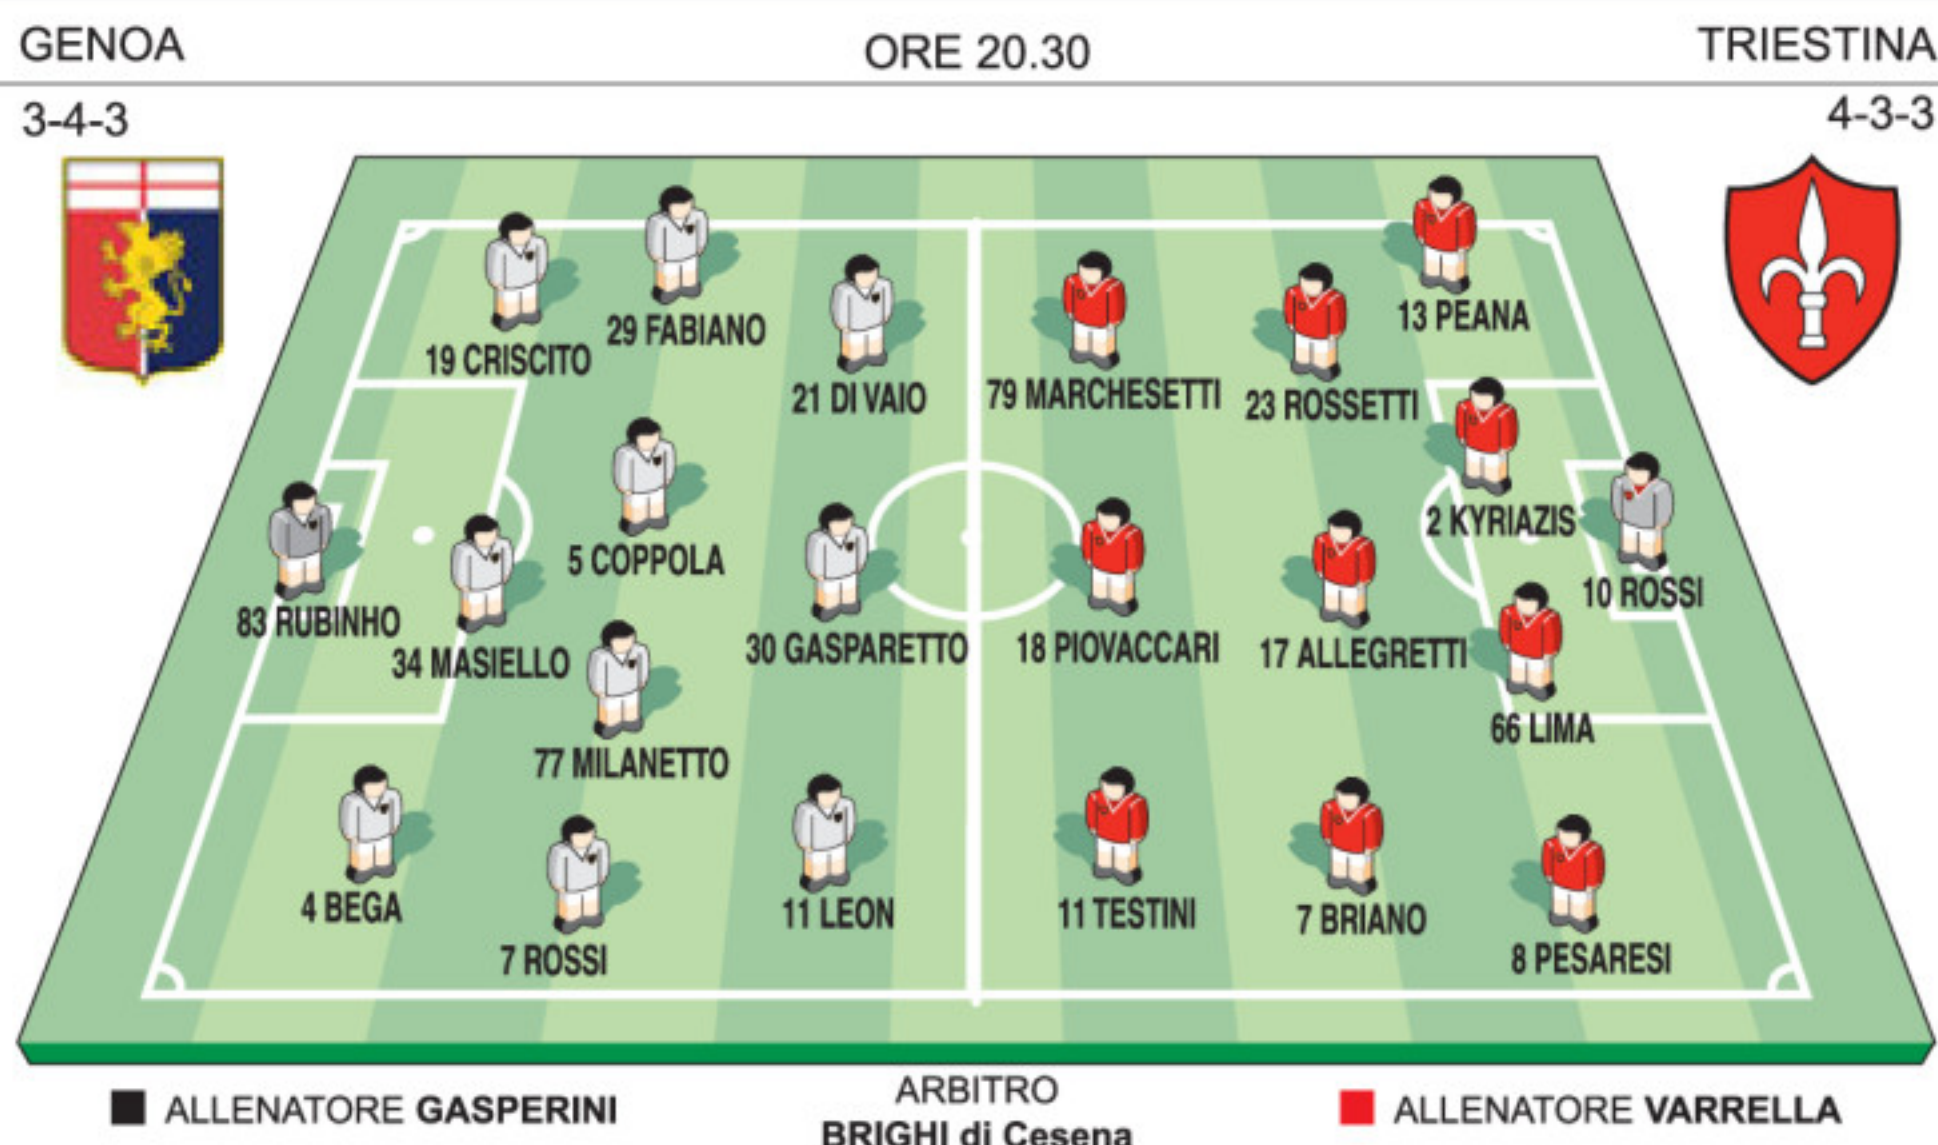 GENOA
ORE 20.30
TRIESTINA
3-4-3
4-3-3
13 PEANA
29 FABIANO
19 CRISCITO
21 DI VAIO
79 MARCHESETTI
23 ROSSETTI
2 KYRIAZIS
5 COPPOLA
10 ROSSI
83 RUBINHO
34 MASIELLO
30 GASPARETTO
18 PIOVACCARI
17 ALLEGRETTI
66 LIMA
77 MILANETTO
4 BEGA
11 LEON
11 TESTINI
7 BRIANO
7 ROSSI
8 PESARESI
ALLENATORE GASPERINI
ARBITRO
BRIGHI di Cesena
ALLENATORE VARRELLA